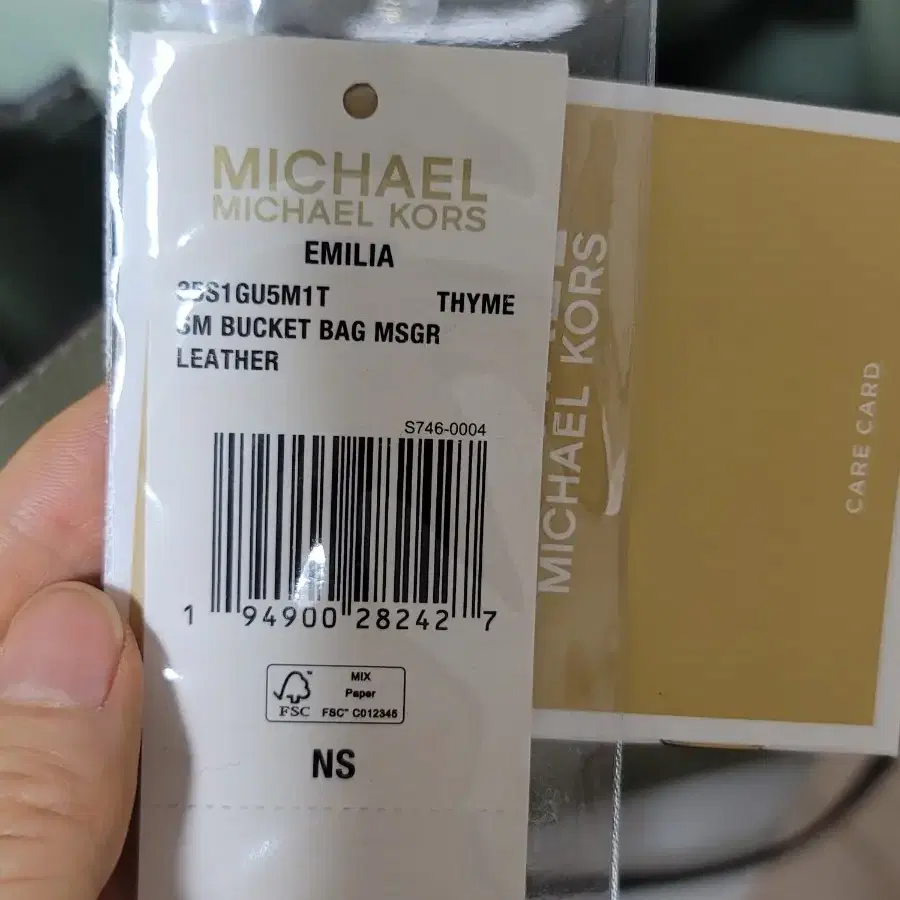 MICHAEL
MICHAEL KORS
EMILIA
35S1GU5M1T THYME
SM BUCKET BAG MSGR
LEATHER
S746-0004
1 94900 28242 7
FSC
MIX
Paper
FSC™ C012345
NS
MICHAEL KORS
CARE CARD